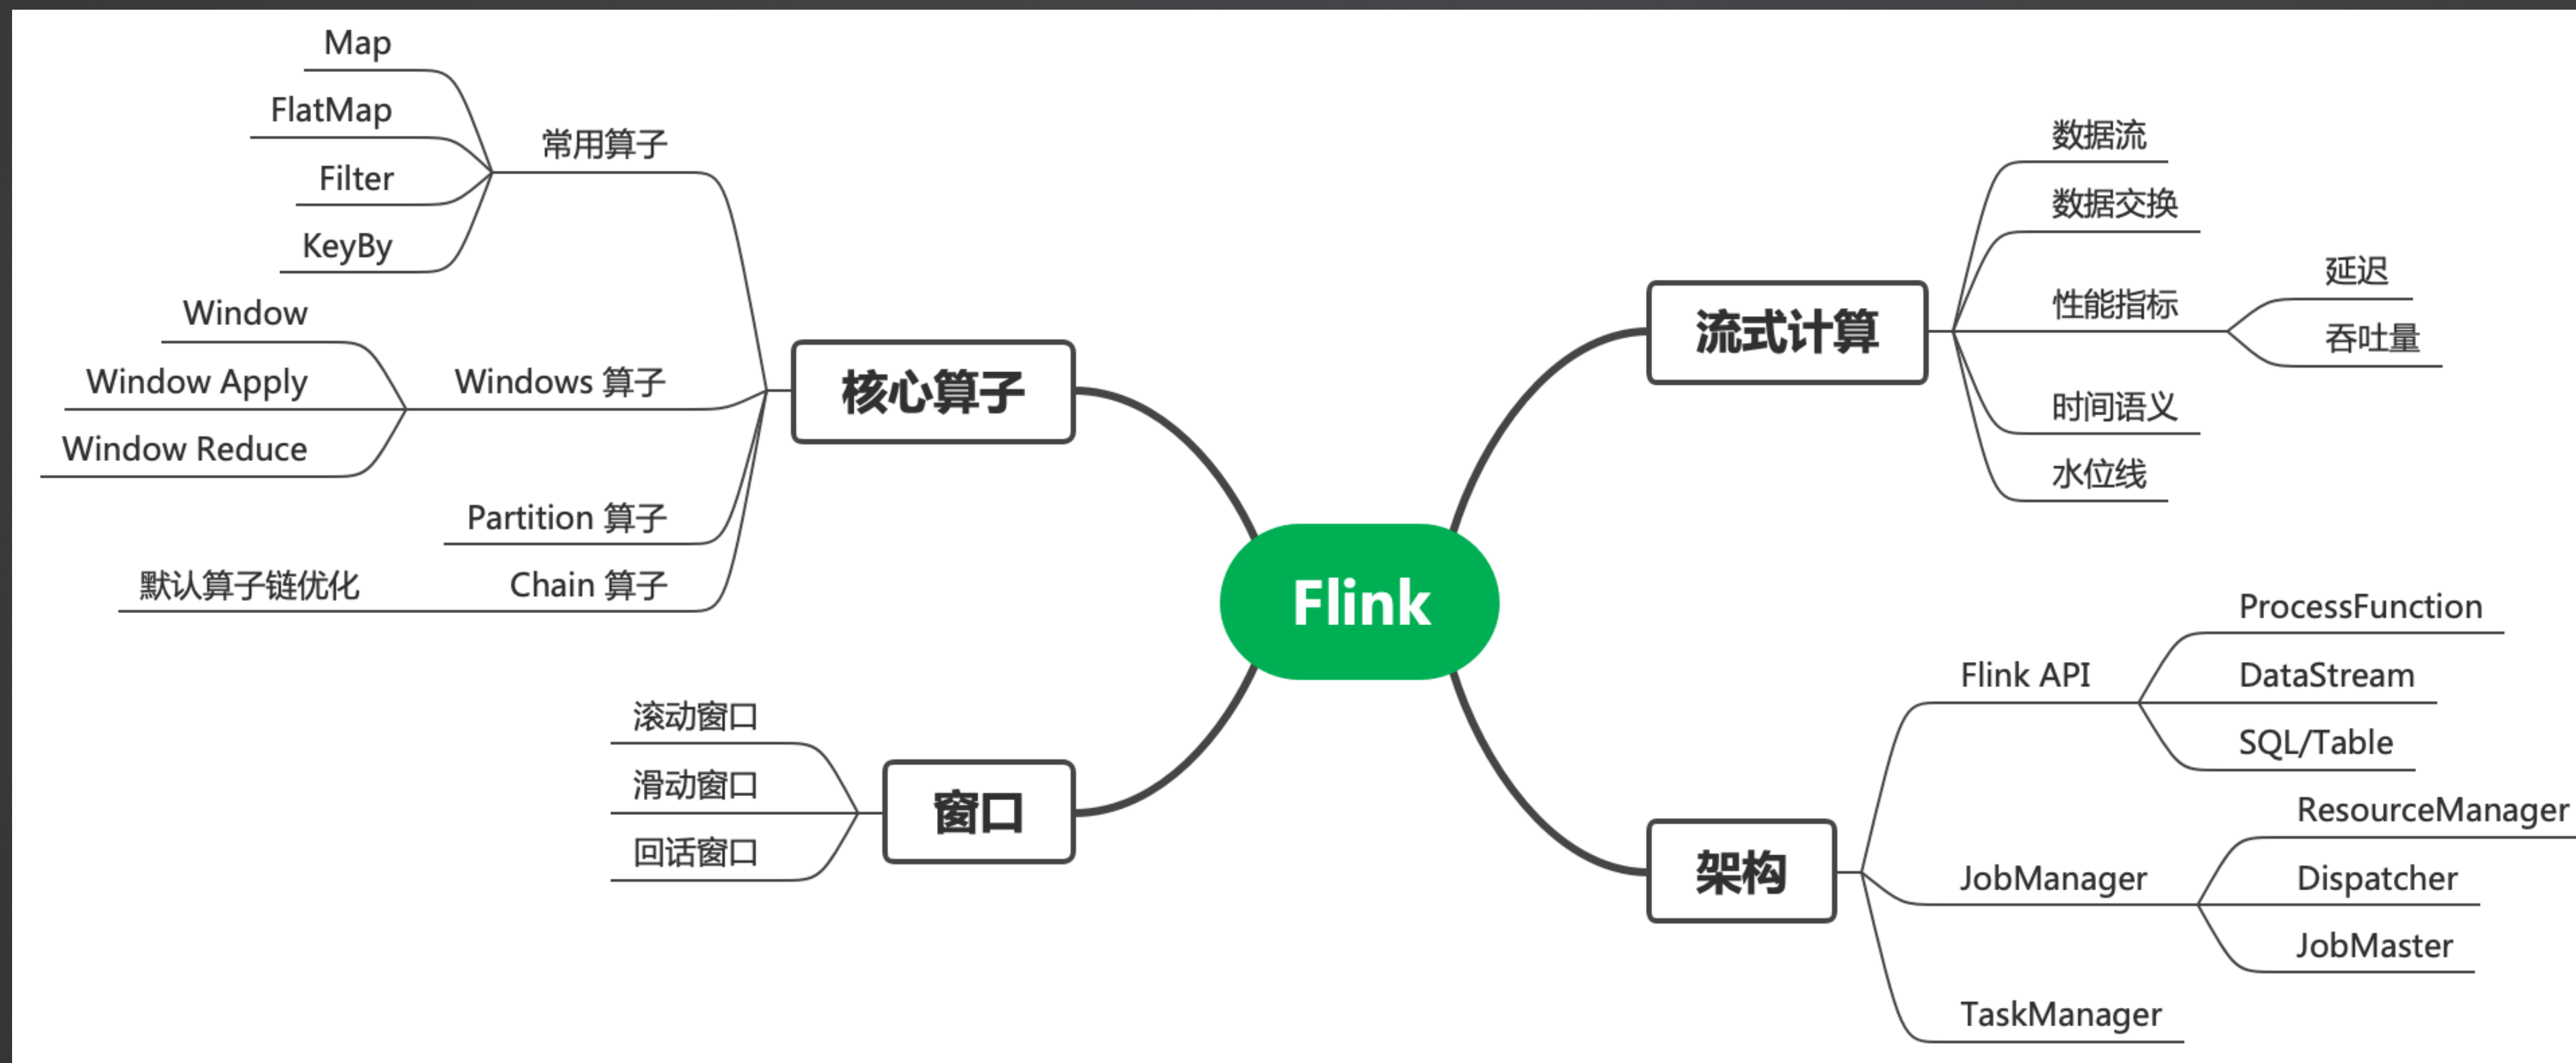 Flink
流式计算
数据流
数据交换
性能指标
延迟
吞吐量
时间语义
水位线
架构
Flink API
ProcessFunction
DataStream
SQL/Table
JobManager
ResourceManager
Dispatcher
JobMaster
TaskManager
核心算子
常用算子
Map
FlatMap
Filter
KeyBy
Windows 算子
Window
Window Apply
Window Reduce
Partition 算子
Chain 算子
默认算子链优化
窗口
滚动窗口
滑动窗口
回话窗口